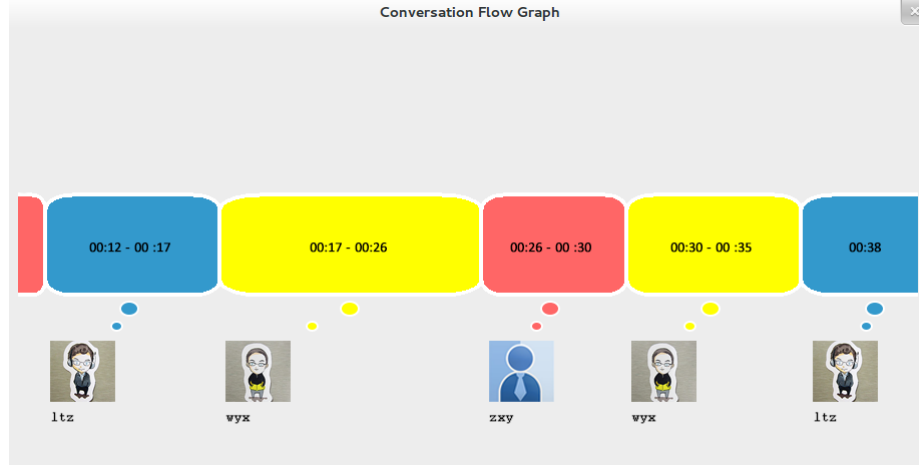 Conversation Flow Graph
00:12 - 00 :17
00:17 - 00:26
00:26 - 00 :30
00:30 - 00 :35
00:38
ltz
wyx
zxy
wyx
ltz